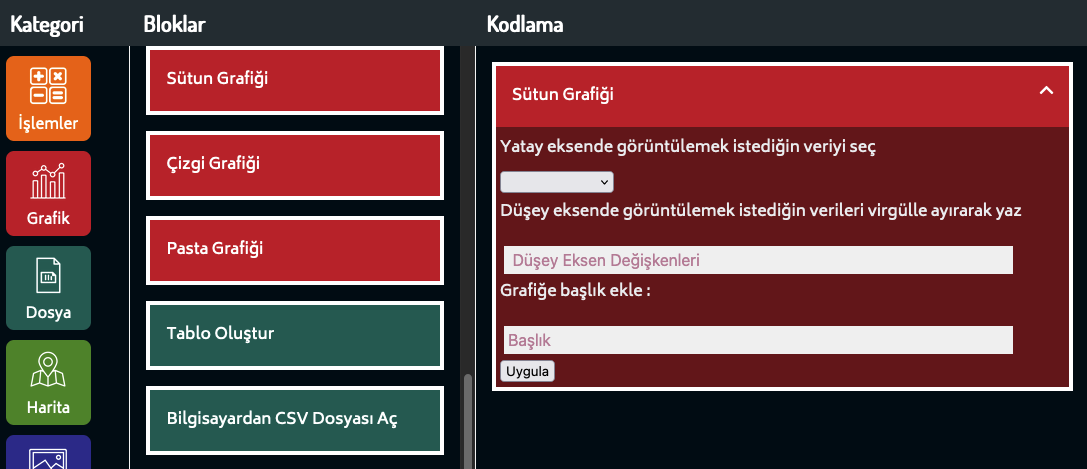 Kategori
Bloklar
Kodlama
İşlemler
Grafik
Dosya
Harita
Sütun Grafiği
Çizgi Grafiği
Pasta Grafiği
Tablo Oluştur
Bilgisayardan CSV Dosyası Aç
Sütun Grafiği
Yatay eksende görüntülemek istediğin veriyi seç
Düşey eksende görüntülemek istediğin verileri virgülle ayırarak yaz
Düşey Eksen Değişkenleri
Grafiğe başlık ekle :
Başlık
Uygula